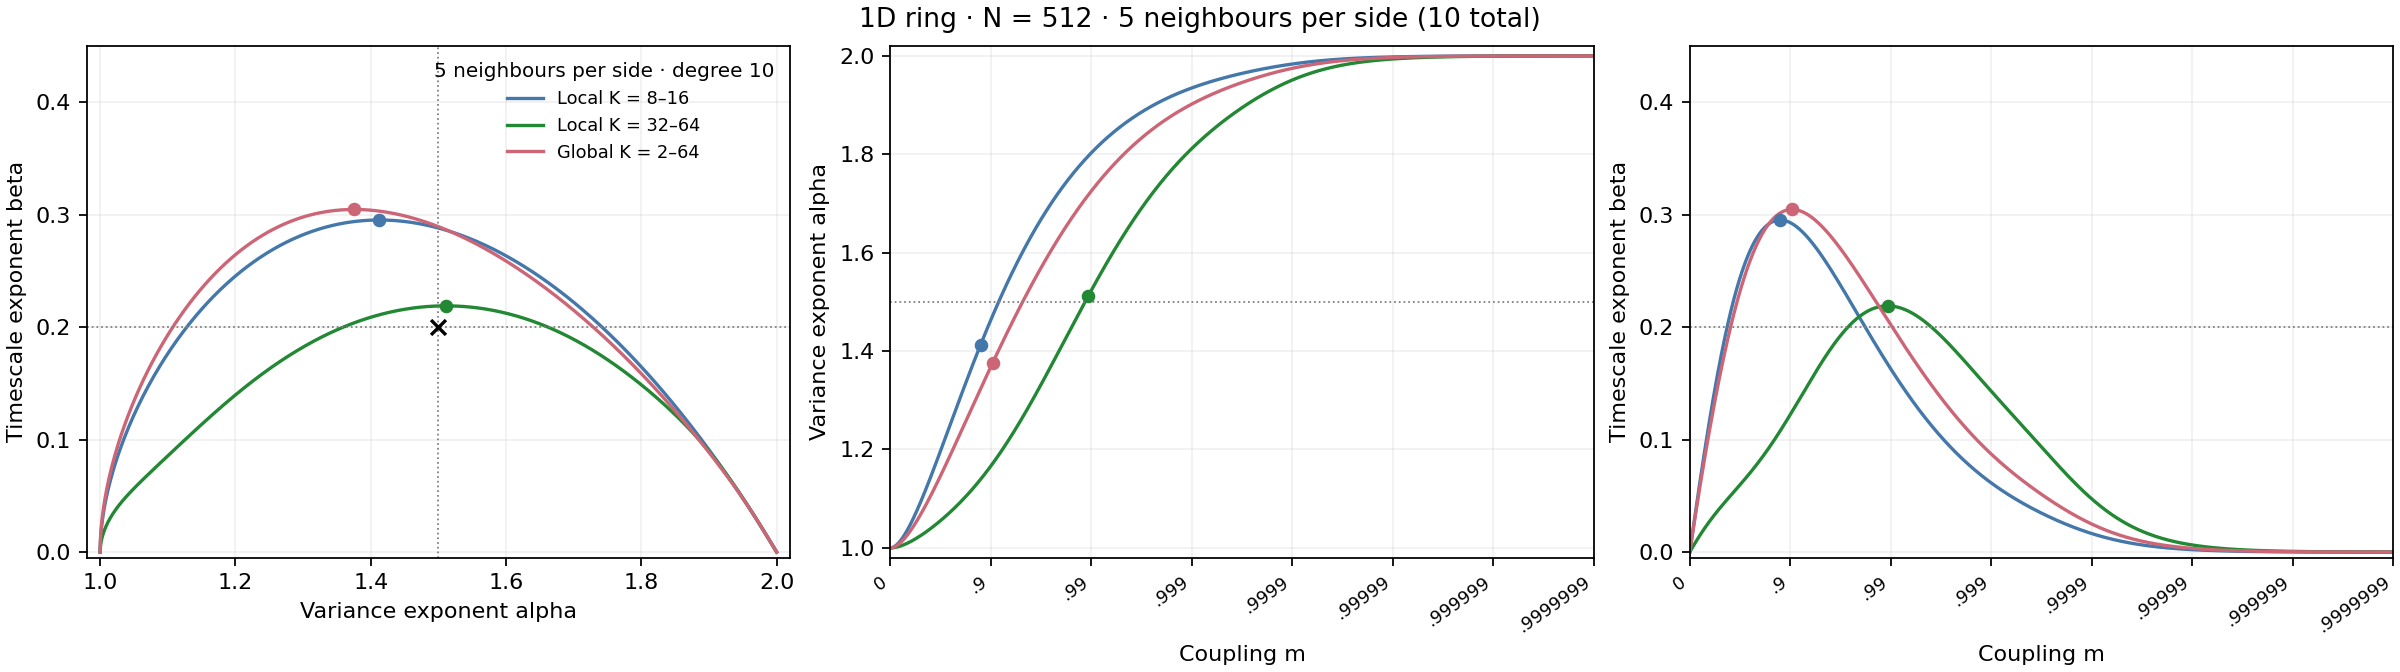 1D ring · N = 512 · 5 neighbours per side (10 total)
Timescale exponent beta
0.4
0.3
0.2
0.1
0.0
5 neighbours per side · degree 10
Local K = 8–16
Local K = 32–64
Global K = 2–64
1.0 1.2 1.4 1.6 1.8 2.0
Variance exponent alpha
Variance exponent alpha
2.0
1.8
1.6
1.4
1.2
1.0
0 .9 .99 .999 .9999 .99999 .999999 .9999999
Coupling m
Timescale exponent beta
0.4
0.3
0.2
0.1
0.0
0 .9 .99 .999 .9999 .99999 .999999 .9999999
Coupling m